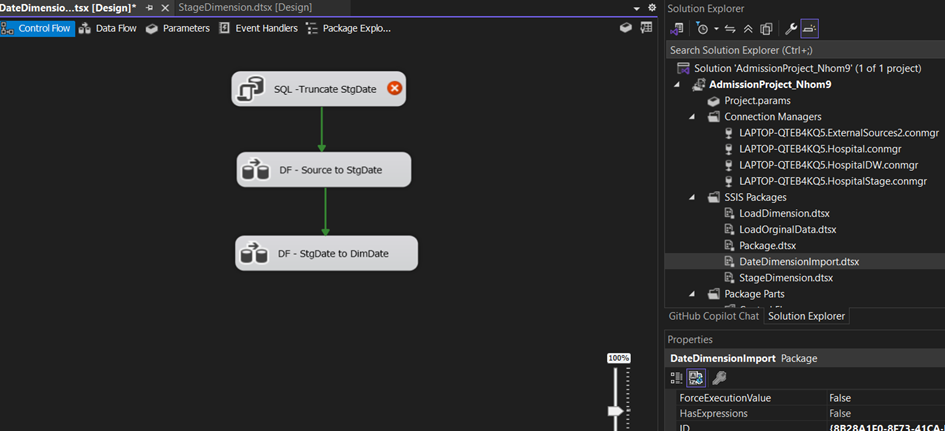 DateDimensio...tsx [Design]*
StageDimension.dtsx [Design]
Control Flow
Data Flow
Parameters
Event Handlers
Package Explo...
SQL -Truncate StgDate
DF - Source to StgDate
DF - StgDate to DimDate
100%
Solution Explorer
Search Solution Explorer (Ctrl+;)
Solution 'AdmissionProject_Nhom9' (1 of 1 project)
AdmissionProject_Nhom9
Project.params
Connection Managers
LAPTOP-QTEB4KQ5.ExternalSources2.conmgr
LAPTOP-QTEB4KQ5.Hospital.conmgr
LAPTOP-QTEB4KQ5.HospitalDW.conmgr
LAPTOP-QTEB4KQ5.HospitalStage.conmgr
SSIS Packages
LoadDimension.dtsx
LoadOrginalData.dtsx
Package.dtsx
DateDimensionImport.dtsx
StageDimension.dtsx
Package Parts
GitHub Copilot Chat
Solution Explorer
Properties
DateDimensionImport Package
ForceExecutionValue False
HasExpressions False
ID